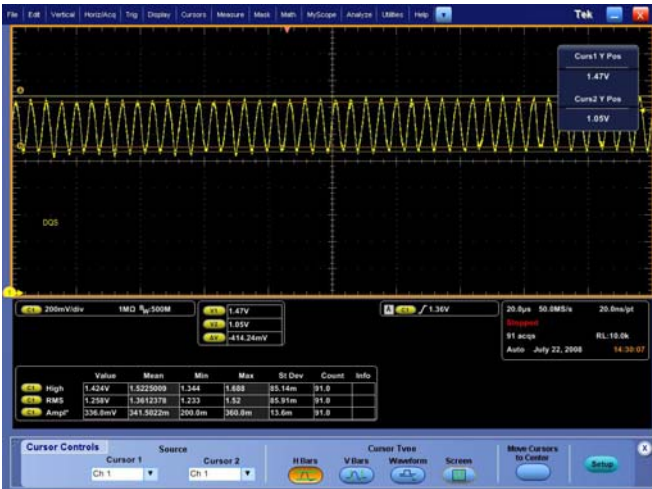 File Edit Vertical Horiz/Acq Trig Display Cursors Measure Mask Math MyScope Analyze Utilities Help Tek
Curs1 Y Pos
1.47V
Curs2 Y Pos
1.05V
DQS
C1 200mV/div 1MΩ BW:500M
V1 1.47V
V2 1.05V
ΔV -414.24mV
A C1 1.36V
20.0µs 50.0MS/s 20.0ns/pt
Stopped
91 acqs RL:10.0k
Auto July 22, 2008 14:30:07
Value Mean Min Max St Dev Count Info
C1 High 1.424V 1.5225009 1.344 1.688 85.14m 91.0
C1 RMS 1.258V 1.3612378 1.233 1.52 85.91m 91.0
C1 Ampl* 336.0mV 341.5022m 200.0m 360.0m 13.6m 91.0
Cursor Controls
Source
Cursor 1 Cursor 2
Ch 1 Ch 1
Cursor Type
H Bars V Bars Waveform Screen
Move Cursors
to Center
Setup
X